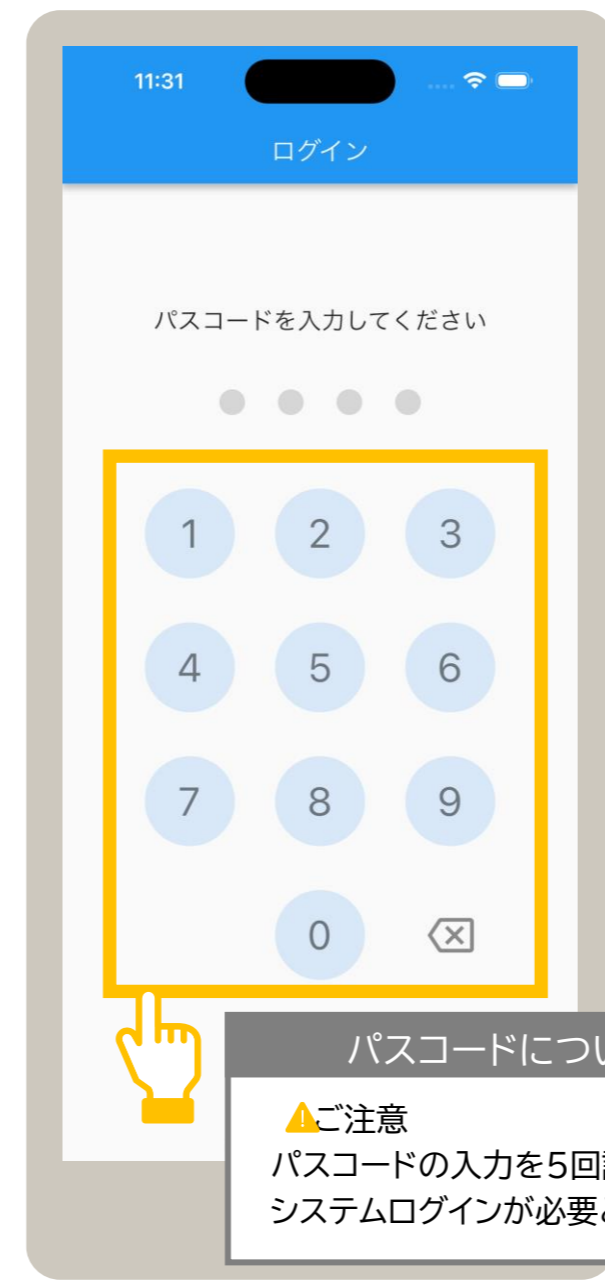 11:31
ログイン
パスコードを入力してください
1 2 3
4 5 6
7 8 9
0
パスコードにつ
ご注意
パスコードの入力を5回
システムログインが必要